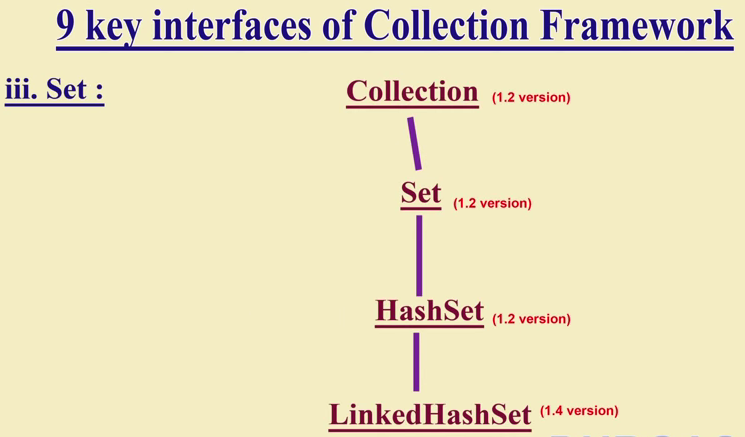 9 key interfaces of Collection Framework
iii. Set :
Collection (1.2 version)
Set (1.2 version)
HashSet (1.2 version)
LinkedHashSet (1.4 version)